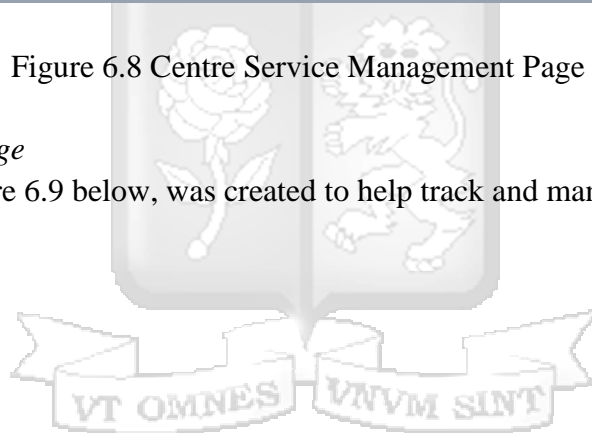 Figure 6.8 Centre Service Management Page
ge
re 6.9 below, was created to help track and mar
VT OMNES VNVM SINT